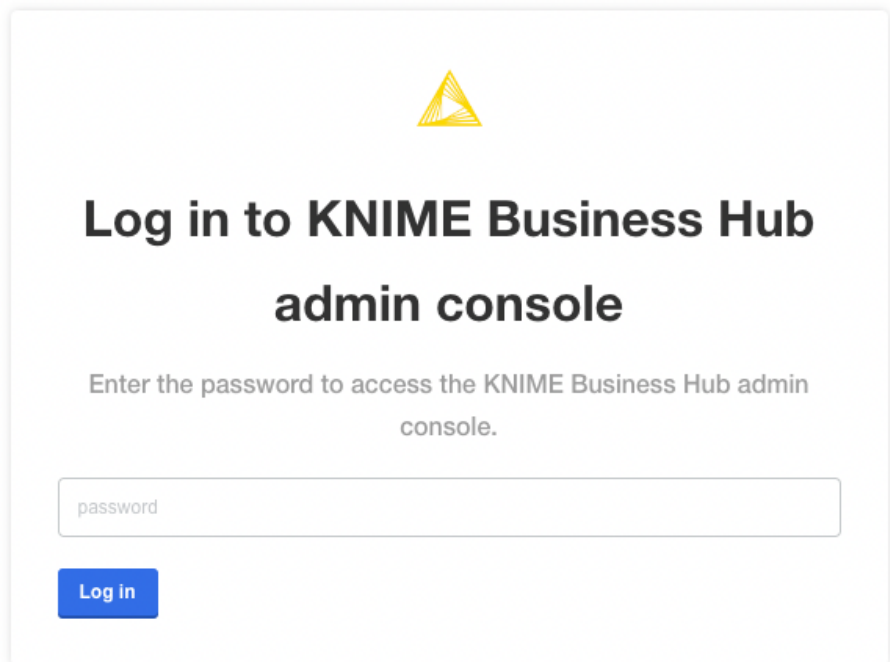 Log in to KNIME Business Hub
admin console
Enter the password to access the KNIME Business Hub admin
console.
password
Log in